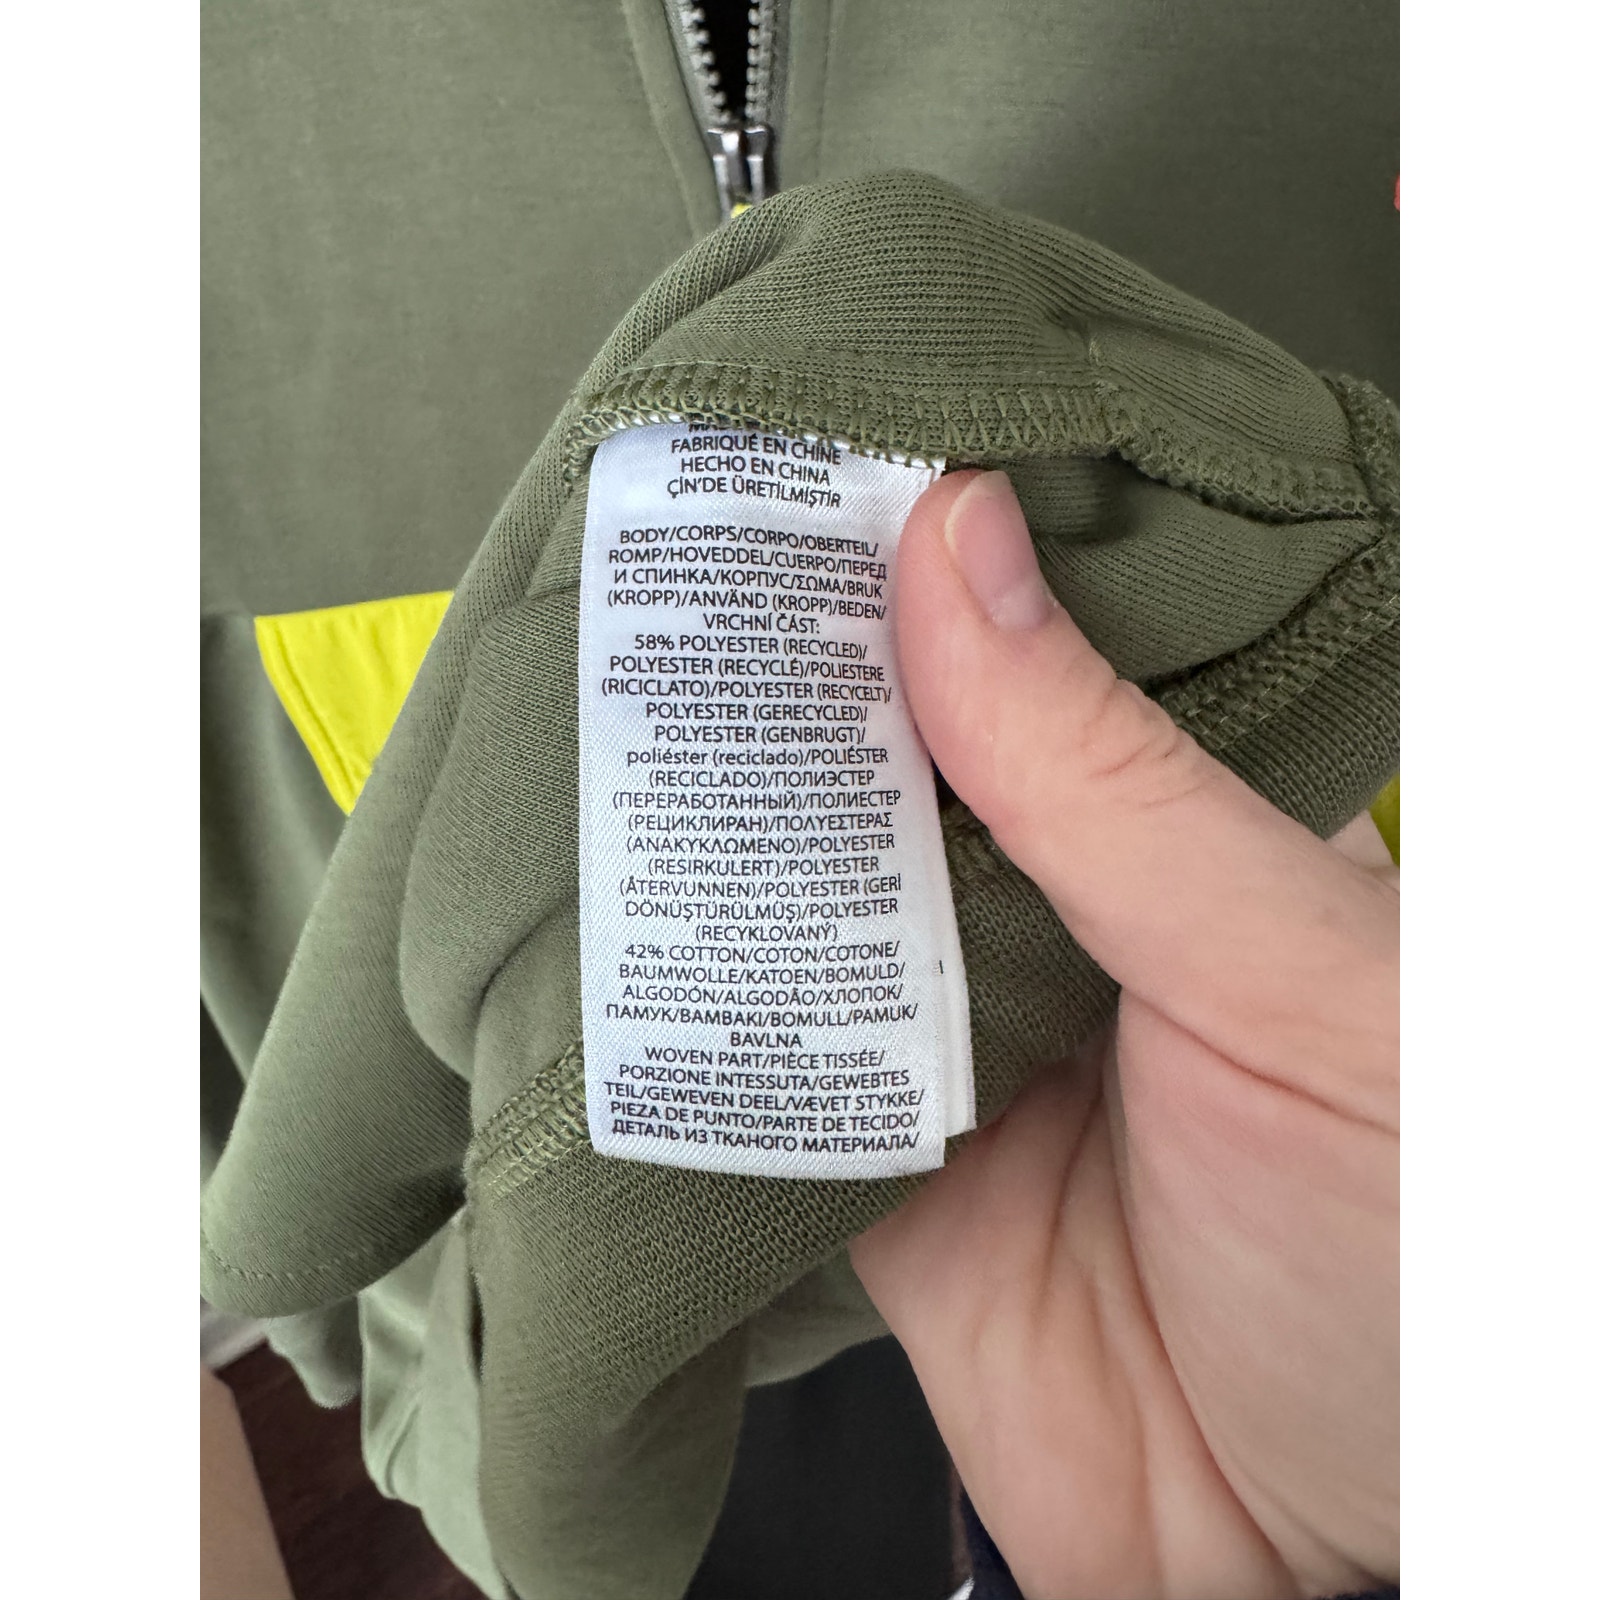 FABRIQUÉ EN CHINE
HECHO EN CHINA
ÇİN'DE ÜRETİLMİŞTİR
BODY/CORPS/CORPO/OBERTEIL/
ROMP/HOVEDDEL/CUERPO/ПЕРЕД
И СПИНКА/КОРПУС/ΣΩΜΑ/BRUK
(KROPP)/ANVÄND (KROPP)/BEDEN/
VRCHNÍ ČÁST:
58% POLYESTER (RECYCLED)/
POLYESTER (RECYCLÉ)/POLIESTERE
(RICICLATO)/POLYESTER (RECYCELT)/
POLYESTER (GERECYCLED)/
POLYESTER (GENBRUGT)/
poliéster (reciclado)/POLIÉSTER
(RECICLADO)/ПОЛИЭСТЕР
(ПЕРЕРАБОТАННЫЙ)/ПОЛИЕСТЕР
(РЕЦИКЛИРАН)/ΠΟΛΥΕΣΤΕΡΑΣ
(ΑΝΑΚΥΚΛΩΜΕΝΟ)/POLYESTER
(RESIRKULERT)/POLYESTER
(ÅTERVUNNEN)/POLYESTER (GERİ
DÖNÜŞTÜRÜLMÜŞ)/POLYESTER
(RECYKLOVANÝ)
42% COTTON/COTON/COTONE/
BAUMWOLLE/KATOEN/BOMULD/
ALGODÓN/ALGODÃO/ХЛОПОК/
ПАМУК/ΒΑΜΒΑΚΙ/BOMULL/PAMUK/
BAVLNA
WOVEN PART/PIÈCE TISSÉE/
PORZIONE INTESSUTA/GEWEBTES
TEIL/GEWEVEN DEEL/VÆVET STYKKE/
PIEZA DE PUNTO/PARTE DE TECIDO/
ДЕТАЛЬ ИЗ ТКАНОГО МАТЕРИАЛА/